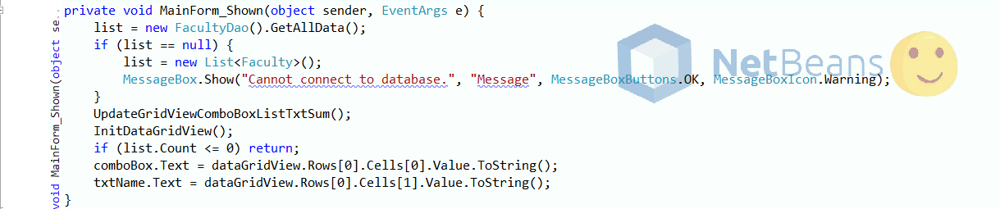 private void MainForm_Shown(object sender, EventArgs e) {
list = new FacultyDao().GetAllData();
if (list == null) {
list = new List<Faculty>();
MessageBox.Show("Cannot connect to database.", "Message", MessageBoxButtons.OK, MessageBoxIcon.Warning);
}
UpdateGridViewComboBoxListTxtSum();
InitDataGridView();
if (list.Count <= 0) return;
comboBox.Text = dataGridView.Rows[0].Cells[0].Value.ToString();
txtName.Text = dataGridView.Rows[0].Cells[1].Value.ToString();
}
void MainForm_Shown(object se
NetBeans